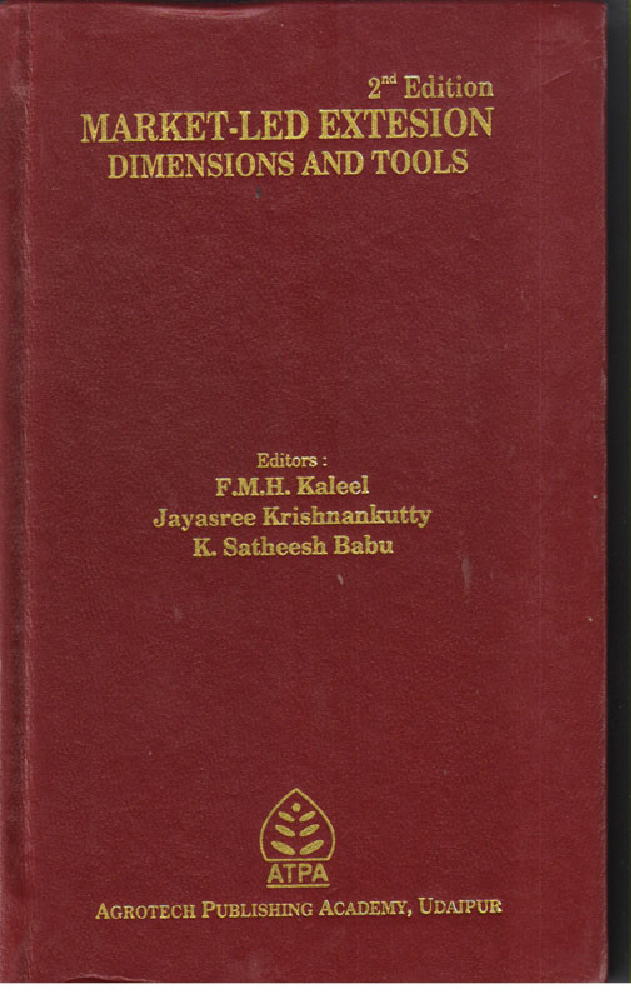 2nd Edition
MARKET-LED EXTESION
DIMENSIONS AND TOOLS
Editors :
F.M.H. Kaleel
Jayasree Krishnankutty
K. Satheesh Babu
ATPA
AGROTECH PUBLISHING ACADEMY, UDAIPUR